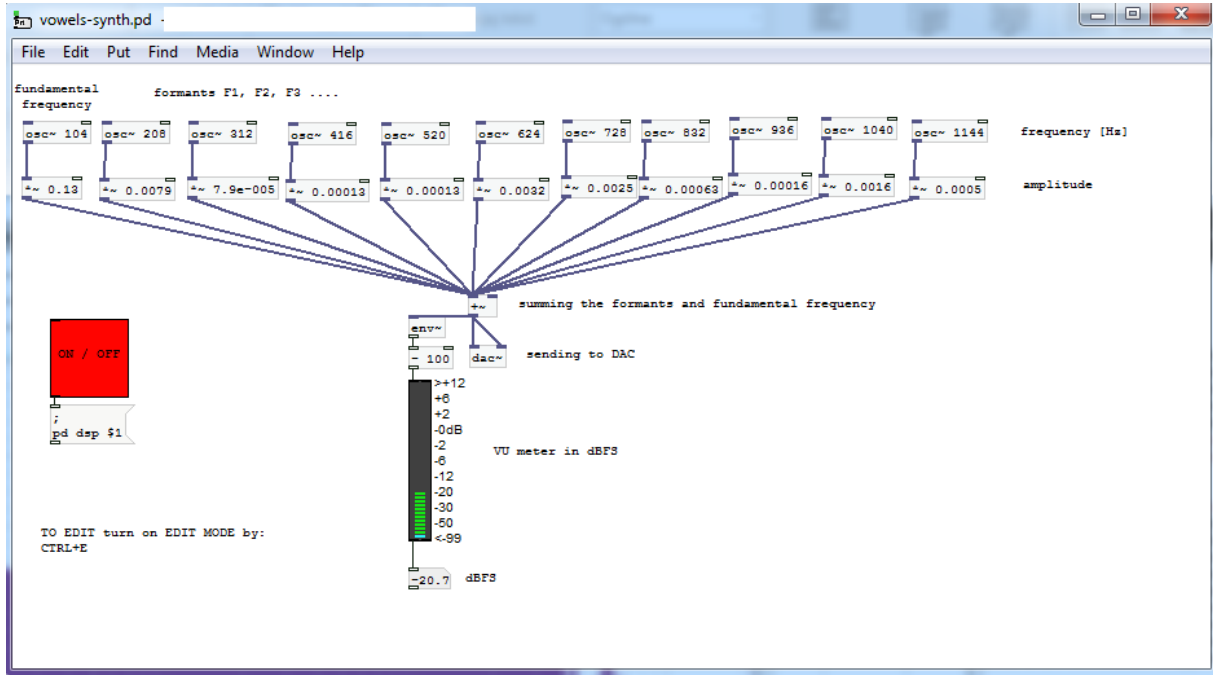 vowels-synth.pd -
File Edit Put Find Media Window Help
fundamental
frequency
formants F1, F2, F3 ....
osc~ 104 osc~ 208 osc~ 312 osc~ 416 osc~ 520 osc~ 624 osc~ 728 osc~ 832 osc~ 936 osc~ 1040 osc~ 1144 frequency [Hz]
*~ 0.13 *~ 0.0079 *~ 7.9e-005 *~ 0.00013 *~ 0.00013 *~ 0.0032 *~ 0.0025 *~ 0.00063 *~ 0.00016 *~ 0.0016 *~ 0.0005 amplitude
+~ summing the formants and fundamental frequency
env~
ON / OFF
- 100 dac~ sending to DAC
>+12
+6
+2
-0dB
-2
-6
-12
-20
-30
-50
<-99
;
pd dsp $1
VU meter in dBFS
TO EDIT turn on EDIT MODE by:
CTRL+E
-20.7 dBFS